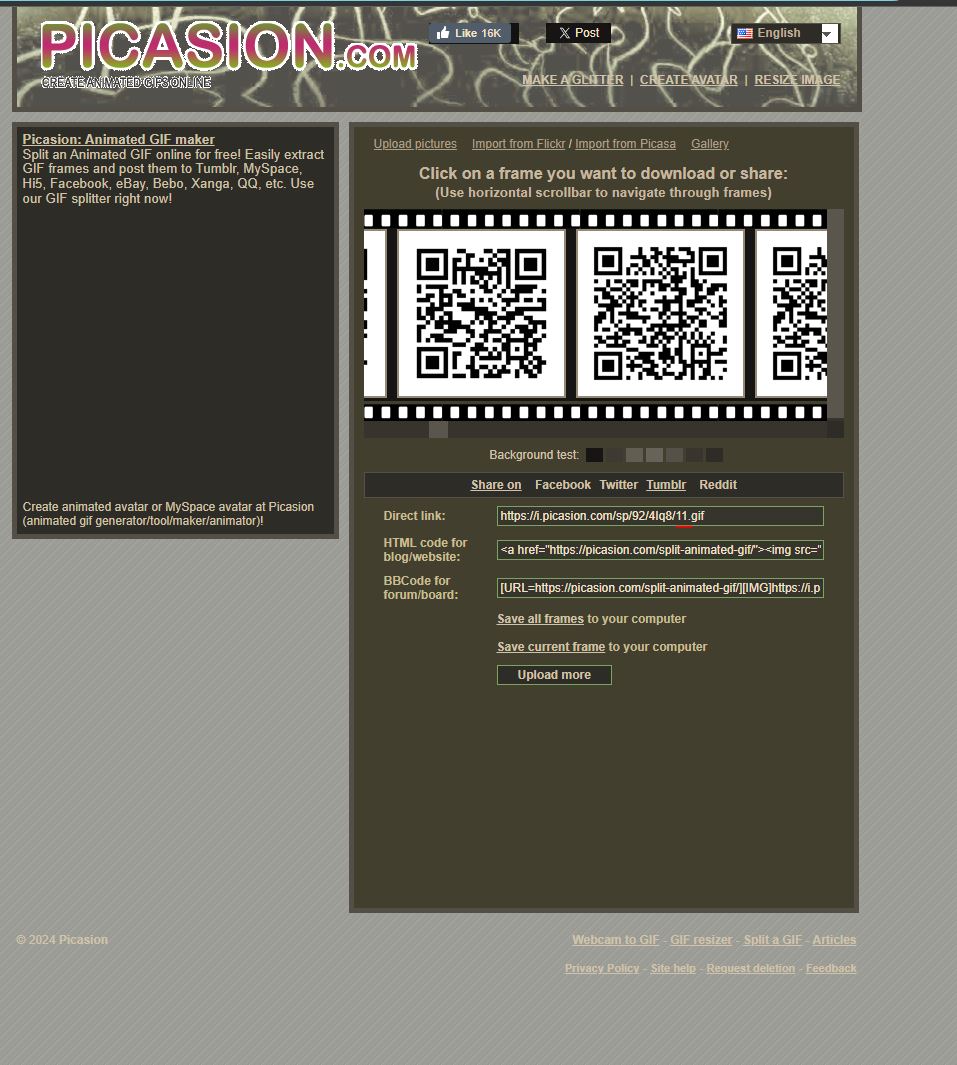 PICASION.COM
CREATE ANIMATED GIFS ONLINE
Like 16K
Post
English
MAKE A GLITTER | CREATE AVATAR | RESIZE IMAGE
Picasion: Animated GIF maker
Split an Animated GIF online for free! Easily extract
GIF frames and post them to Tumblr, MySpace,
Hi5, Facebook, eBay, Bebo, Xanga, QQ, etc. Use
our GIF splitter right now!
Create animated avatar or MySpace avatar at Picasion
(animated gif generator/tool/maker/animator)!
Upload pictures Import from Flickr / Import from Picasa Gallery
Click on a frame you want to download or share:
(Use horizontal scrollbar to navigate through frames)
Background test:
Share on Facebook Twitter Tumblr Reddit
Direct link: https://i.picasion.com/sp/92/4Iq8/11.gif
HTML code for
blog/website: <a href="https://picasion.com/split-animated-gif/"><img src="
BBCode for
forum/board: [URL=https://picasion.com/split-animated-gif/][IMG]https://i.p
Save all frames to your computer
Save current frame to your computer
Upload more
© 2024 Picasion
Webcam to GIF - GIF resizer - Split a GIF - Articles
Privacy Policy - Site help - Request deletion - Feedback